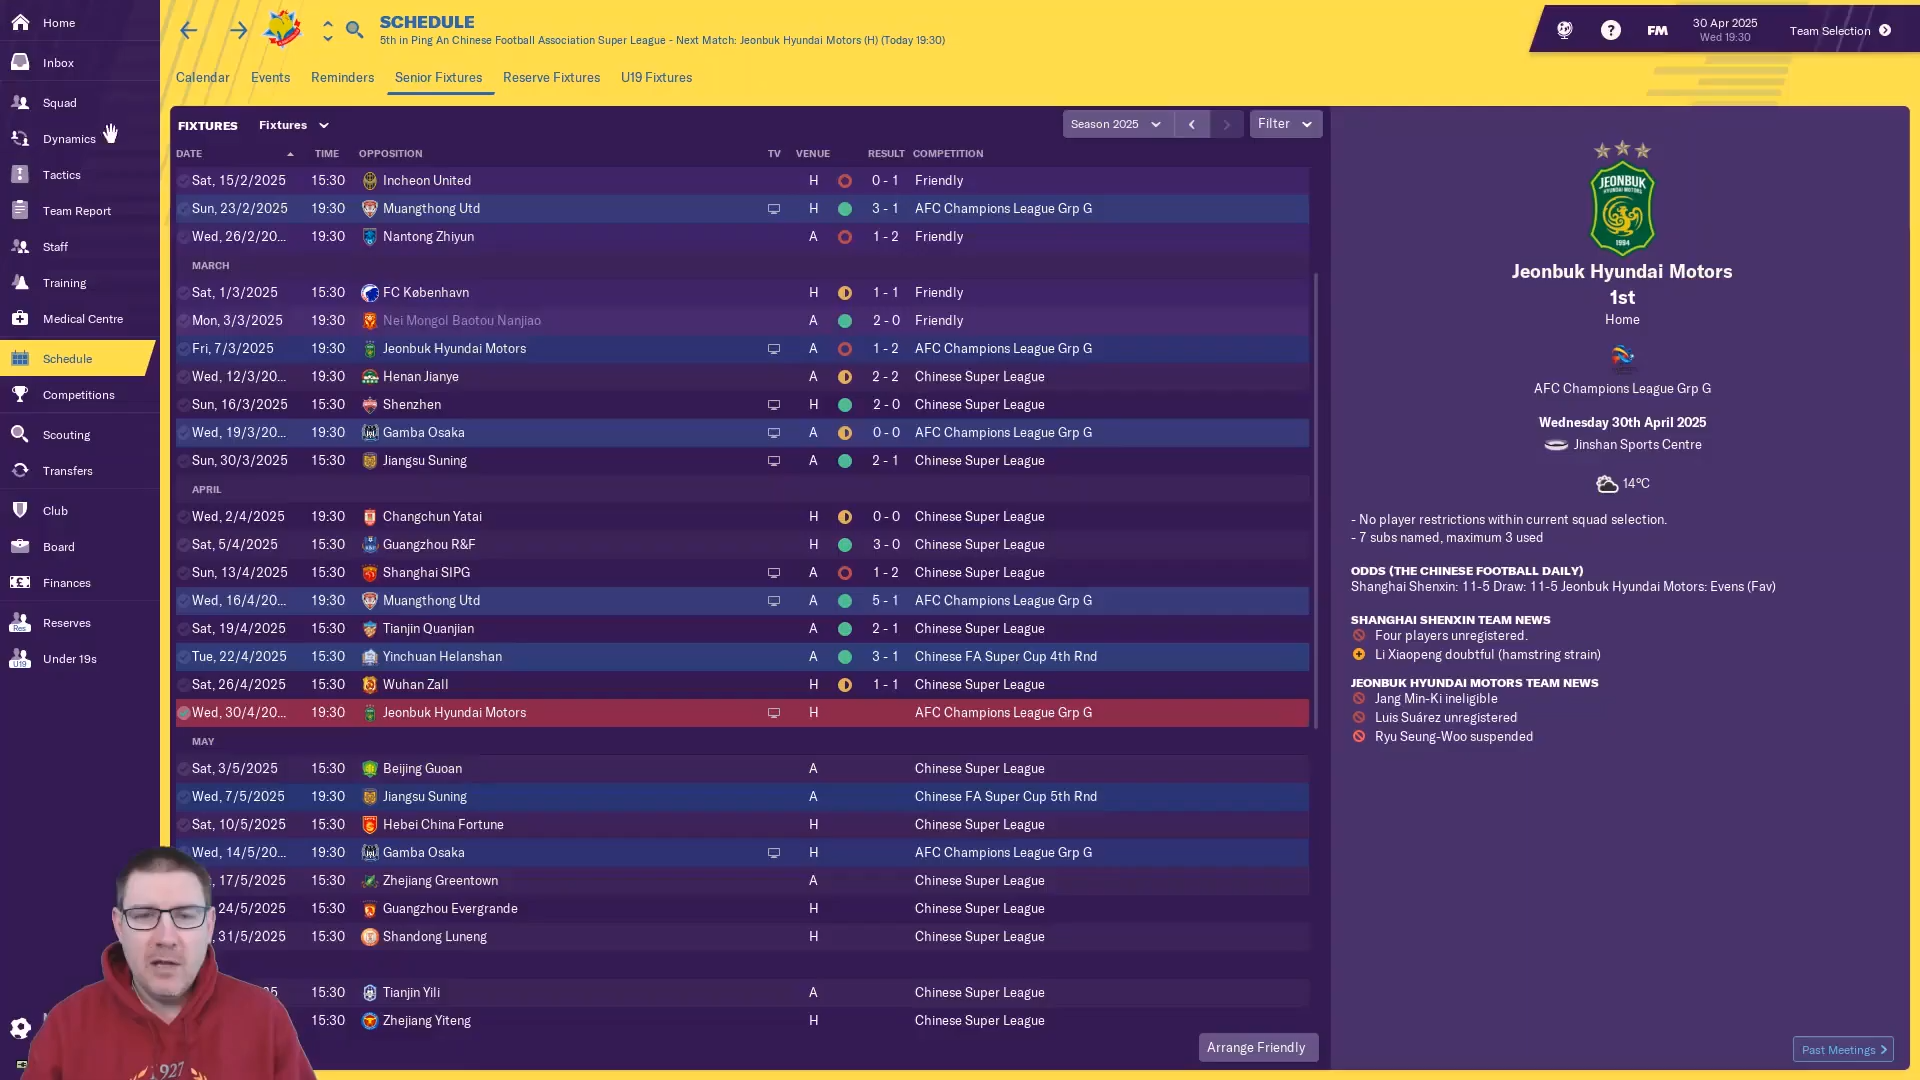 Home
Inbox
Squad
Dynamics
Tactics
Team Report
Staff
Training
Medical Centre
Schedule
Competitions
Scouting
Transfers
Club
Board
Finances
Reserves
Under 19s
SCHEDULE
5th in Ping An Chinese Football Association Super League - Next Match: Jeonbuk Hyundai Motors (H) (Today 19:30)
FM
30 Apr 2025
Wed 19:30
Team Selection
Calendar Events Reminders Senior Fixtures Reserve Fixtures U19 Fixtures
FIXTURES Fixtures Season 2025 Filter
DATE TIME OPPOSITION TV VENUE RESULT COMPETITION
Sat, 15/2/2025 15:30 Incheon United H 0 - 1 Friendly
Sun, 23/2/2025 19:30 Muangthong Utd H 3 - 1 AFC Champions League Grp G
Wed, 26/2/20... 19:30 Nantong Zhiyun A 1 - 2 Friendly
MARCH
Sat, 1/3/2025 15:30 FC København H 1 - 1 Friendly
Mon, 3/3/2025 19:30 Nei Mongol Baotou Nanjiao A 2 - 0 Friendly
Fri, 7/3/2025 19:30 Jeonbuk Hyundai Motors A 1 - 2 AFC Champions League Grp G
Wed, 12/3/20... 19:30 Henan Jianye A 2 - 2 Chinese Super League
Sun, 16/3/2025 15:30 Shenzhen H 2 - 0 Chinese Super League
Wed, 19/3/20... 19:30 Gamba Osaka A 0 - 0 AFC Champions League Grp G
Sun, 30/3/2025 15:30 Jiangsu Suning A 2 - 1 Chinese Super League
APRIL
Wed, 2/4/2025 19:30 Changchun Yatai H 0 - 0 Chinese Super League
Sat, 5/4/2025 15:30 Guangzhou R&F H 3 - 0 Chinese Super League
Sun, 13/4/2025 15:30 Shanghai SIPG A 1 - 2 Chinese Super League
Wed, 16/4/20... 19:30 Muangthong Utd A 5 - 1 AFC Champions League Grp G
Sat, 19/4/2025 15:30 Tianjin Quanjian A 2 - 1 Chinese Super League
Tue, 22/4/2025 15:30 Yinchuan Helanshan A 3 - 1 Chinese FA Super Cup 4th Rnd
Sat, 26/4/2025 15:30 Wuhan Zall H 1 - 1 Chinese Super League
Wed, 30/4/20... 19:30 Jeonbuk Hyundai Motors H AFC Champions League Grp G
MAY
Sat, 3/5/2025 15:30 Beijing Guoan A Chinese Super League
Wed, 7/5/2025 19:30 Jiangsu Suning A Chinese FA Super Cup 5th Rnd
Sat, 10/5/2025 15:30 Hebei China Fortune H Chinese Super League
Wed, 14/5/20... 19:30 Gamba Osaka H AFC Champions League Grp G
17/5/2025 15:30 Zhejiang Greentown A Chinese Super League
24/5/2025 15:30 Guangzhou Evergrande H Chinese Super League
31/5/2025 15:30 Shandong Luneng H Chinese Super League
15:30 Tianjin Yili A Chinese Super League
15:30 Zhejiang Yiteng H Chinese Super League
Arrange Friendly
JEONBUK
HYUNDAI MOTORS
1994
Jeonbuk Hyundai Motors
1st
Home
AFC Champions League Grp G
Wednesday 30th April 2025
Jinshan Sports Centre
14°C
- No player restrictions within current squad selection.
- 7 subs named, maximum 3 used
ODDS (THE CHINESE FOOTBALL DAILY)
Shanghai Shenxin: 11-5 Draw: 11-5 Jeonbuk Hyundai Motors: Evens (Fav)
SHANGHAI SHENXIN TEAM NEWS
Four players unregistered.
Li Xiaopeng doubtful (hamstring strain)
JEONBUK HYUNDAI MOTORS TEAM NEWS
Jang Min-Ki ineligible
Luis Suárez unregistered
Ryu Seung-Woo suspended
Past Meetings
1927